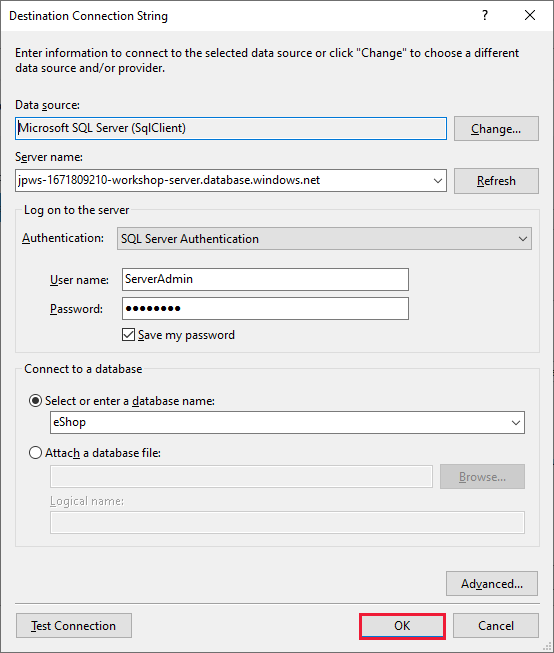 Destination Connection String
Enter information to connect to the selected data source or click "Change" to choose a different
data source and/or provider.
Data source:
Microsoft SQL Server (SqlClient)
Change...
Server name:
jpws-1671809210-workshop-server.database.windows.net
Refresh
Log on to the server
Authentication:
SQL Server Authentication
User name:
ServerAdmin
Password:
●●●●●●●●
Save my password
Connect to a database
Select or enter a database name:
eShop
Attach a database file:
Browse...
Logical name:
Advanced...
Test Connection
OK
Cancel